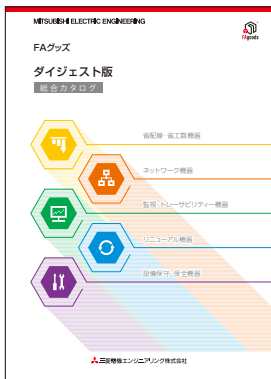 MITSUBISHI ELECTRIC ENGINEERING
FAgoods
FAグッズ
ダイジェスト版
総合カタログ
省配線・省工数機器
ネットワーク機器
監視・トレーサビリティー機器
リニューアル機器
設備保守・保全機器
三菱電機エンジニアリング株式会社